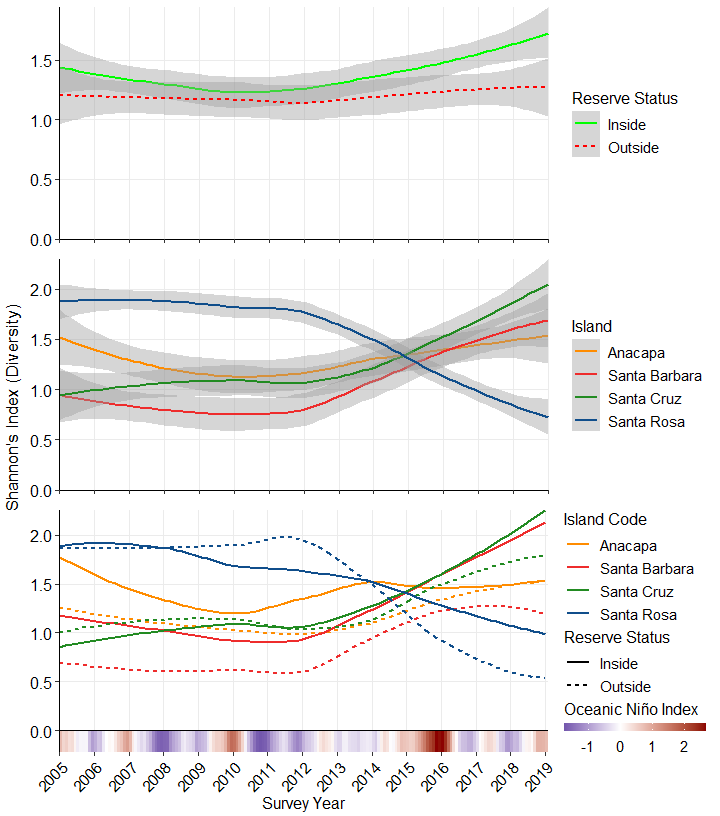 1.5
1.0
0.5
0.0
Reserve Status
Inside
Outside
Shannon's Index (Diversity)
2.0
1.5
1.0
0.5
0.0
Island
Anacapa
Santa Barbara
Santa Cruz
Santa Rosa
2.0
1.5
1.0
0.5
0.0
Island Code
Anacapa
Santa Barbara
Santa Cruz
Santa Rosa
Reserve Status
Inside
Outside
Oceanic Niño Index
-1 0 1 2
2005 2006 2007 2008 2009 2010 2011 2012 2013 2014 2015 2016 2017 2018 2019
Survey Year